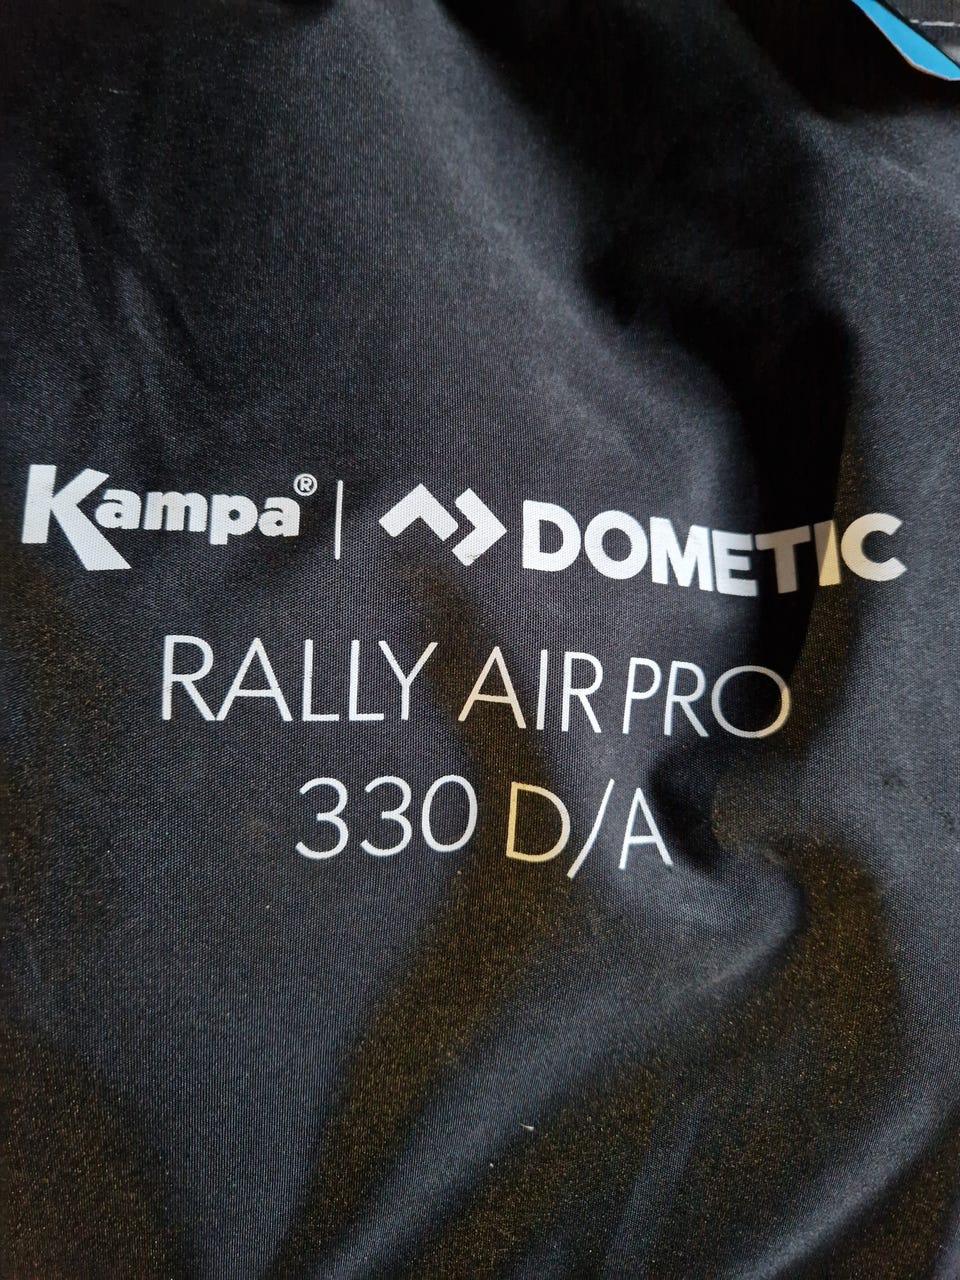 Kampa® | DOMETIC
RALLY AIR PRO
330 D/A